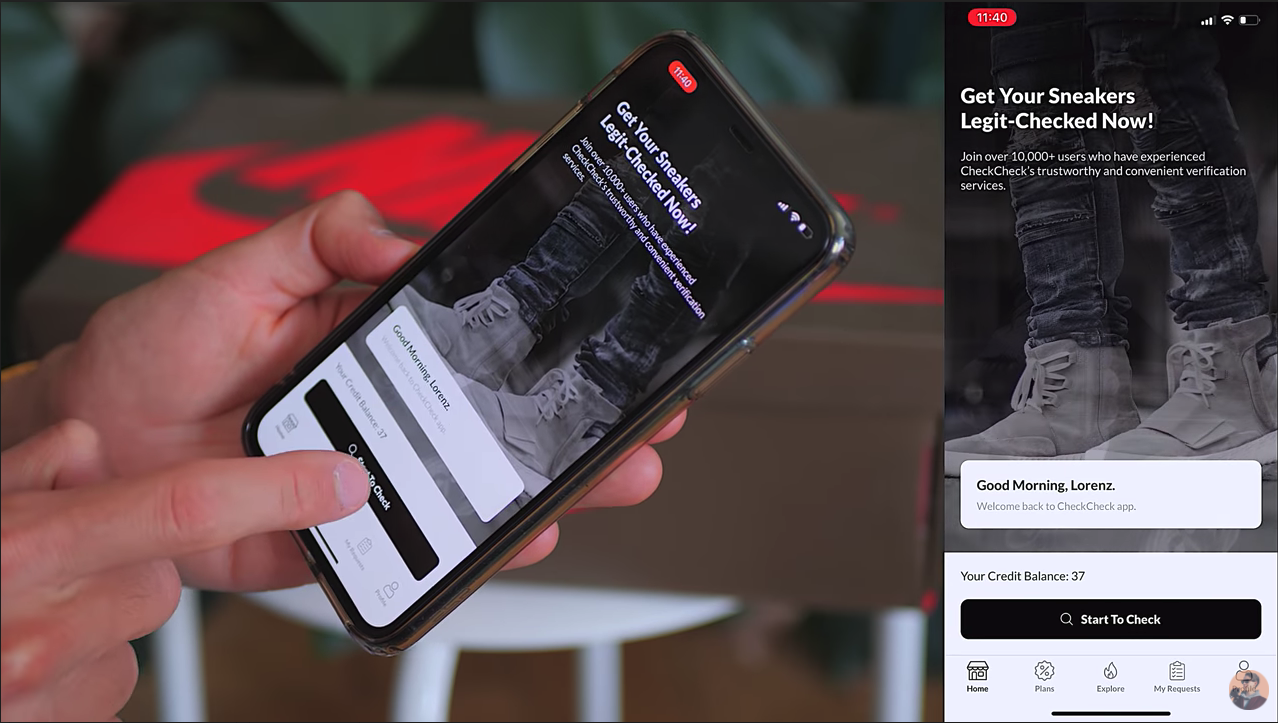 11:40
Get Your Sneakers
Legit-Checked Now!
Join over 10,000+ users who have experienced
CheckCheck's trustworthy and convenient verification
services.
Good Morning, Lorenz.
Welcome back to CheckCheck app.
Your Credit Balance: 37
Start To Check
Home
My Requests
Profile
11:40
Get Your Sneakers
Legit-Checked Now!
Join over 10,000+ users who have experienced
CheckCheck's trustworthy and convenient verification
services.
Good Morning, Lorenz.
Welcome back to CheckCheck app.
Your Credit Balance: 37
Start To Check
Home
Plans
Explore
My Requests